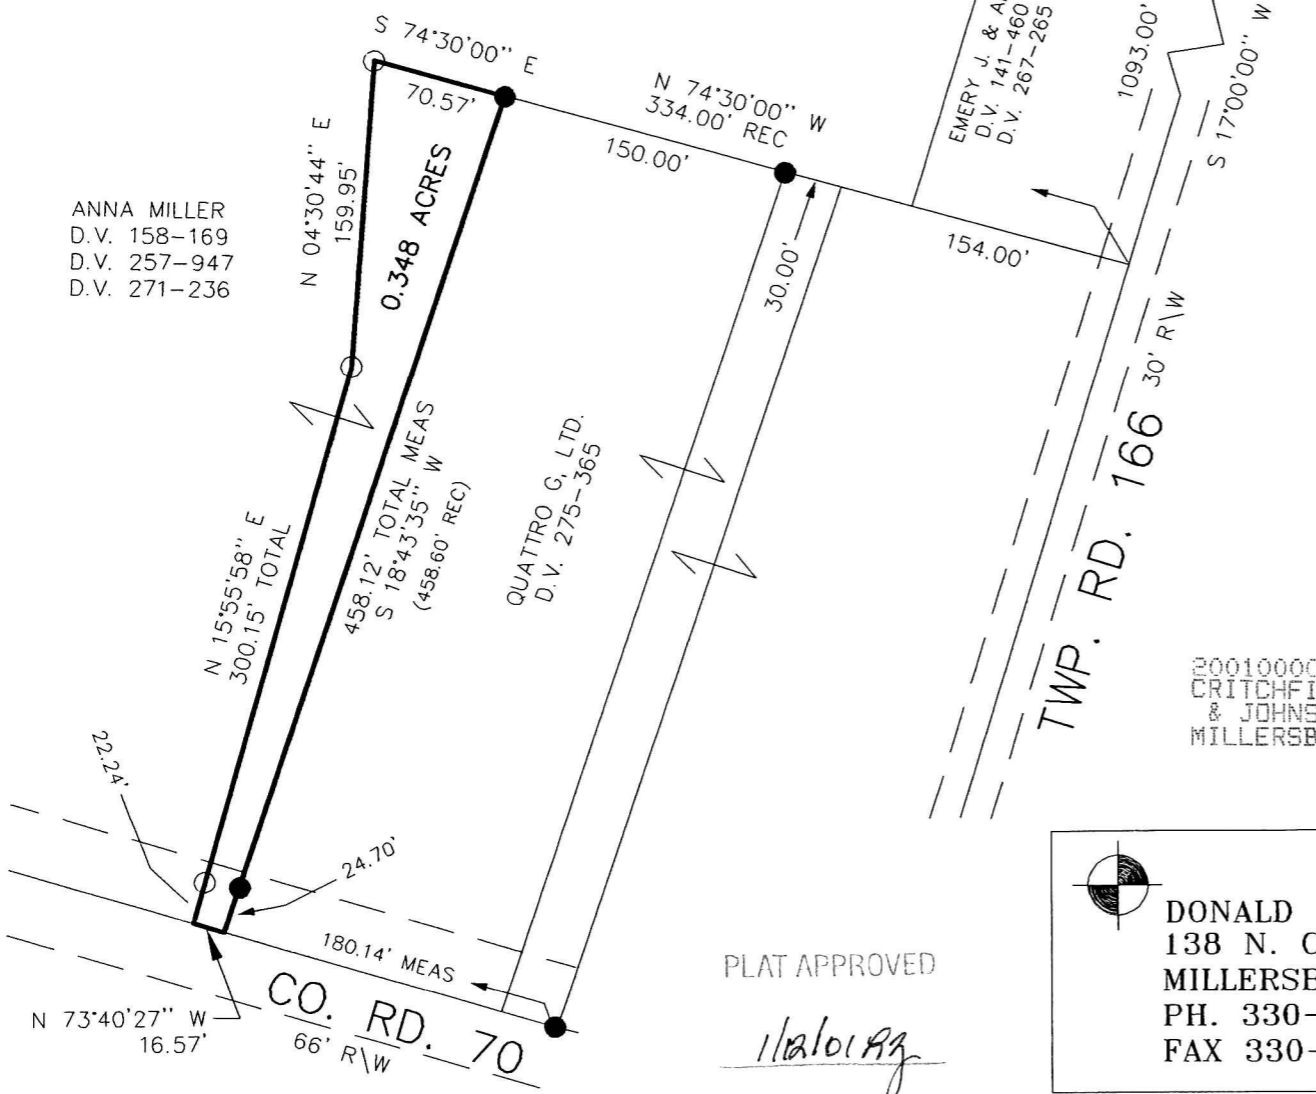 S 74°30'00" E
70.57'
N 74°30'00" W
334.00' REC
150.00'
EMERY J. &
D.V. 141-460
D.V. 267-265
1093.00'
S 17°00'00" W
N 04°30'44" E
159.95'
0.348 ACRES
ANNA MILLER
D.V. 158-169
D.V. 257-947
D.V. 271-236
30.00'
154.00'
30' R\W
TWP. RD. 166
458.12' TOTAL MEAS
S 18°43'35" W
(458.60' REC)
QUATTRO G, LTD.
D.V. 275-365
N 15°55'58" E
300.15' TOTAL
22.24'
24.70'
180.14' MEAS
CO. RD. 70
66' R\W
N 73°40'27" W
16.57'
& JOHNS
PLAT APPROVED
1/12/01
DONALD
138 N.
PH. 330-
FAX 330-